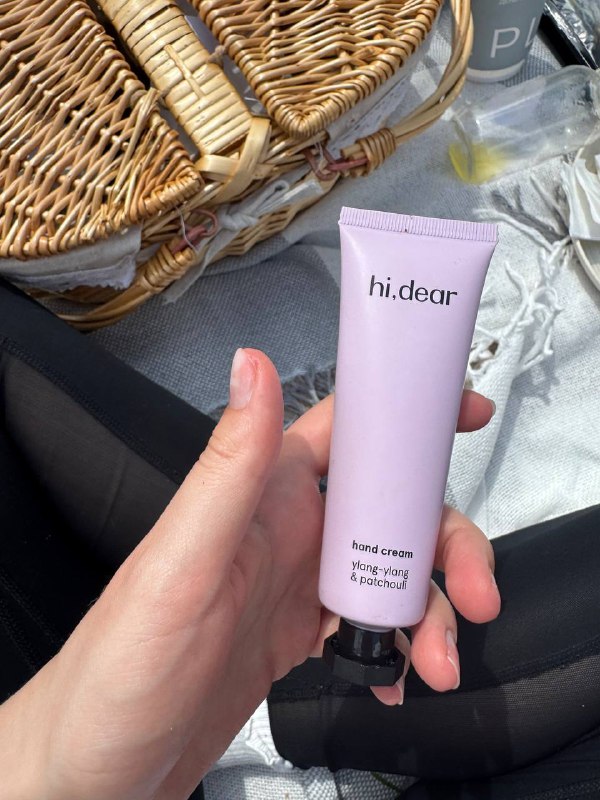 hi,dear
hand cream
ylang-ylang
& patchouli